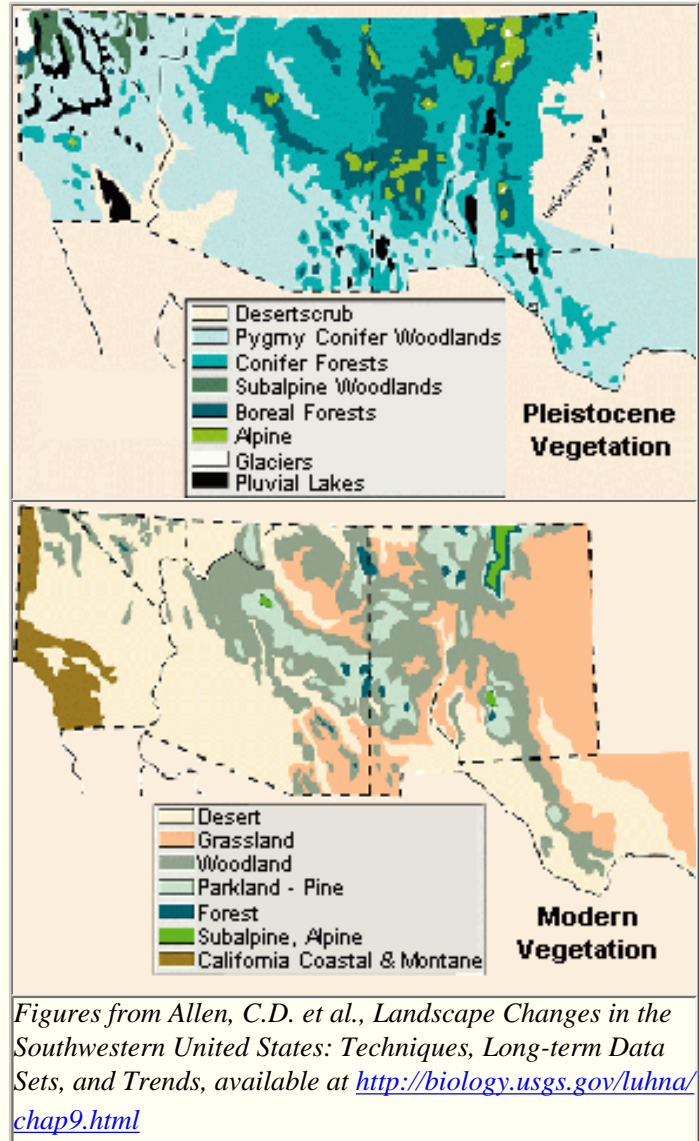 Desertscrub
Pygmy Conifer Woodlands
Conifer Forests
Subalpine Woodlands
Boreal Forests
Alpine
Glaciers
Pluvial Lakes
Pleistocene
Vegetation
Desert
Grassland
Woodland
Parkland - Pine
Forest
Subalpine, Alpine
California Coastal & Montane
Modern
Vegetation
Figures from Allen, C.D. et al., Landscape Changes in the
Southwestern United States: Techniques, Long-term Data
Sets, and Trends, available at http://biology.usgs.gov/luhna/
chap9.html